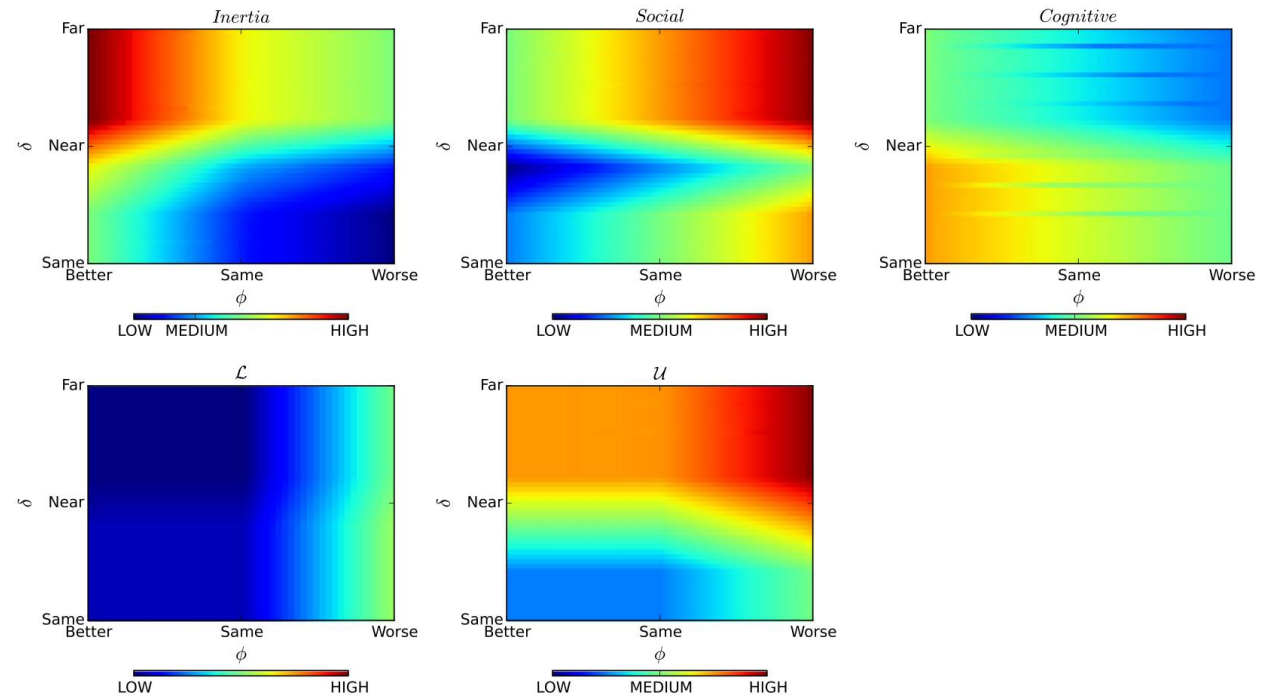 Inertia
Far
Near
Same
δ
Better Same Worse
ϕ
LOW MEDIUM HIGH
Social
Far
Near
Same
δ
Better Same Worse
ϕ
LOW MEDIUM HIGH
Cognitive
Far
Near
Same
δ
Better Same Worse
ϕ
LOW MEDIUM HIGH
ℒ
Far
Near
Same
δ
Better Same Worse
ϕ
LOW HIGH
𝒰
Far
Near
Same
δ
Better Same Worse
ϕ
LOW MEDIUM HIGH